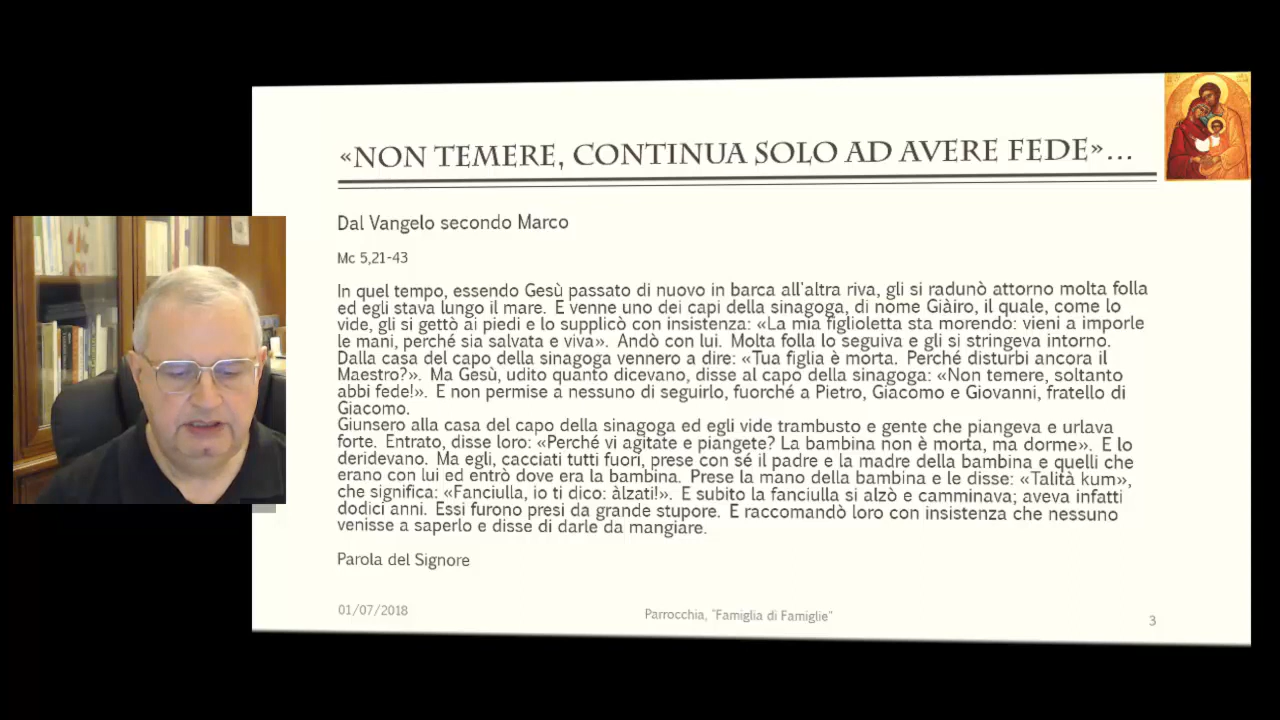 «NON TEMERE, CONTINUA SOLO AD AVERE FEDE»...
Dal Vangelo secondo Marco
Mc 5,21-43
In quel tempo, essendo Gesù passato di nuovo in barca all'altra riva, gli si radunò attorno molta folla
ed egli stava lungo il mare. E venne uno dei capi della sinagoga, di nome Giàiro, il quale, come lo
vide, gli si gettò ai piedi e lo supplicò con insistenza: «La mia figlioletta sta morendo: vieni a imporle
le mani, perché sia salvata e viva». Andò con lui. Molta folla lo seguiva e gli si stringeva intorno.
Dalla casa del capo della sinagoga vennero a dire: «Tua figlia è morta. Perché disturbi ancora il
Maestro?». Ma Gesù, udito quanto dicevano, disse al capo della sinagoga: «Non temere, soltanto
abbi fede!». E non permise a nessuno di seguirlo, fuorché a Pietro, Giacomo e Giovanni, fratello di
Giacomo.
Giunsero alla casa del capo della sinagoga ed egli vide trambusto e gente che piangeva e urlava
forte. Entrato, disse loro: «Perché vi agitate e piangete? La bambina non è morta, ma dorme». E lo
deridevano. Ma egli, cacciati tutti fuori, prese con sé il padre e la madre della bambina e quelli che
erano con lui ed entrò dove era la bambina. Prese la mano della bambina e le disse: «Talità kum»,
che significa: «Fanciulla, io ti dico: àlzati!». E subito la fanciulla si alzò e camminava; aveva infatti
dodici anni. Essi furono presi da grande stupore. E raccomandò loro con insistenza che nessuno
venisse a saperlo e disse di darle da mangiare.
Parola del Signore
01/07/2018
Parrocchia, "Famiglia di Famiglie"
3